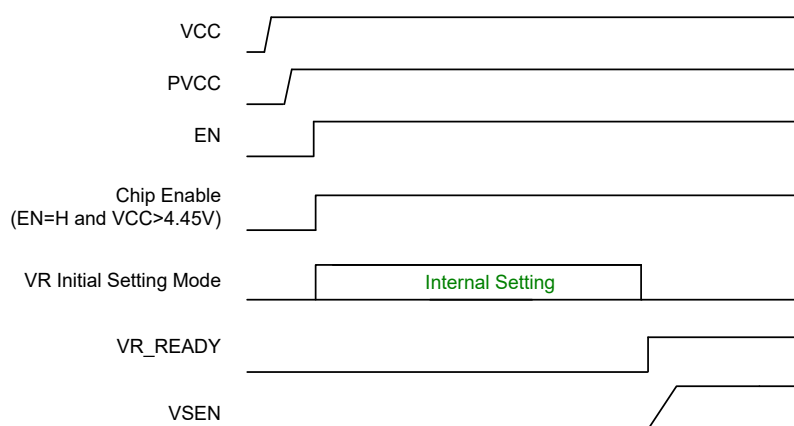 VCC
PVCC
EN
Chip Enable
(EN=H and VCC>4.45V)
VR Initial Setting Mode
Internal Setting
VR_READY
VSEN